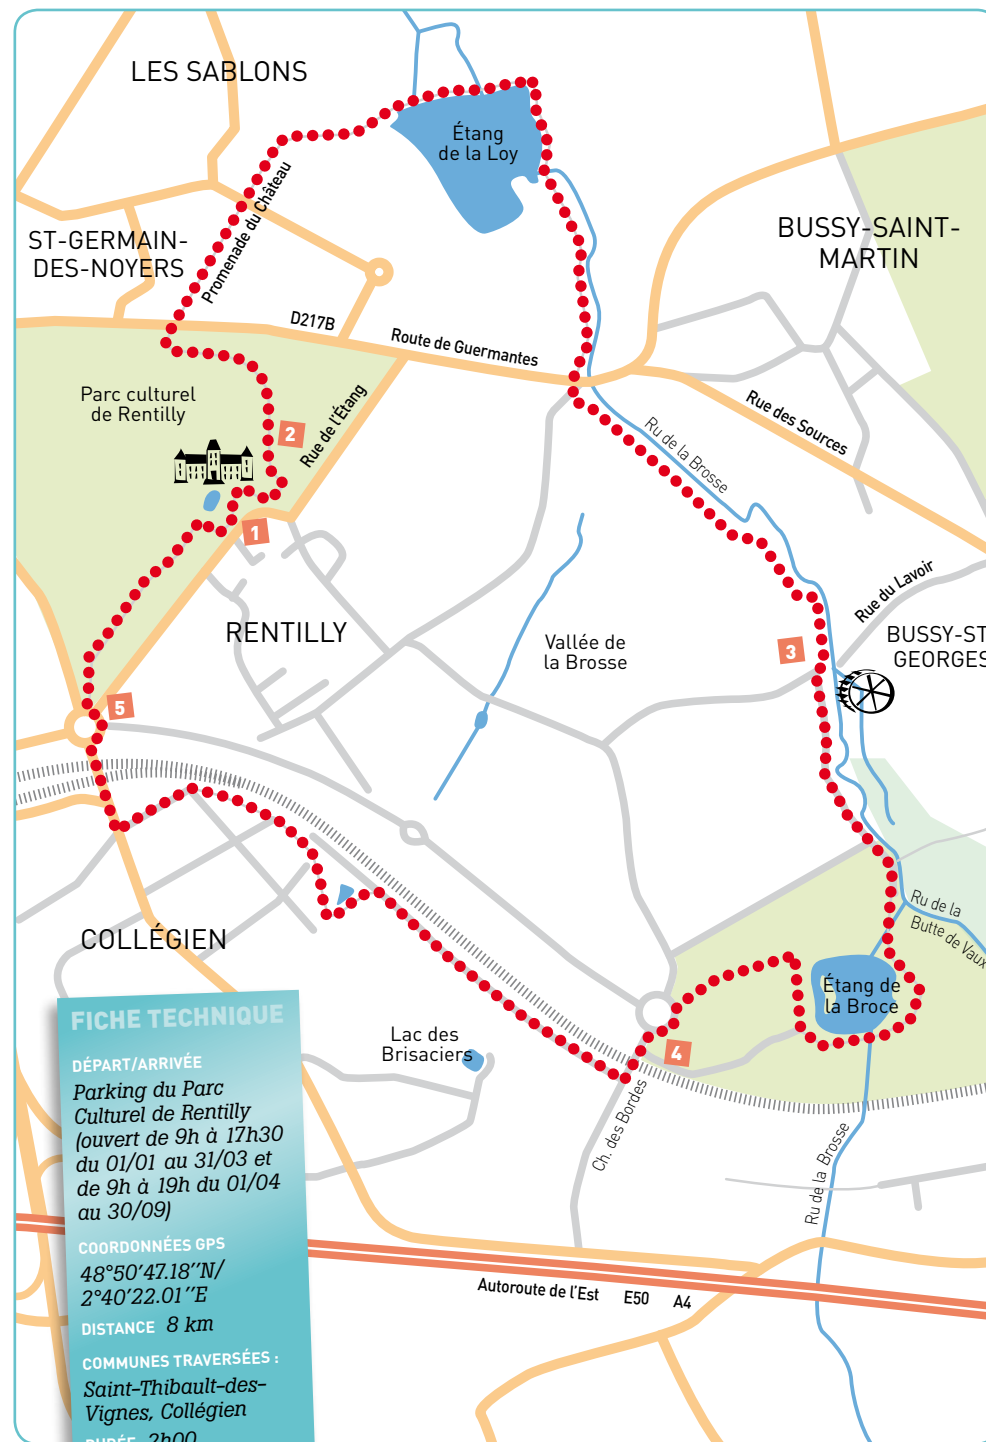 LES SABLONS
Étang
de la Loy
Promenade du Château
ST-GERMAIN-
DES-NOYERS
BUSSY-SAINT-
MARTIN
D217B
Route de Guermantes
Parc culturel
de Rentilly
2
Rue de l'Étang
Rue des Sources
Ru de la Brosse
1
RENTILLY
Vallée de
la Brosse
Rue du Lavoir
3
BUSSY-ST
GEORGES
5
COLLÉGIEN
Ru de la
Butte de Vaux
Étang de
la Broce
Lac des
Brisaciers
4
Ch. des Bordes
Ru de la Brosse
Autoroute de l'Est E50 A4
FICHE TECHNIQUE
DÉPART/ARRIVÉE
Parking du Parc
Culturel de Rentilly
(ouvert de 9h à 17h30
du 01/01 au 31/03 et
de 9h à 19h du 01/04
au 30/09)
COORDONNÉES GPS
48°50'47.18''N/
2°40'22.01''E
DISTANCE 8 km
COMMUNES TRAVERSÉES :
Saint-Thibault-des-
Vignes, Collégien
DURÉE 2h00